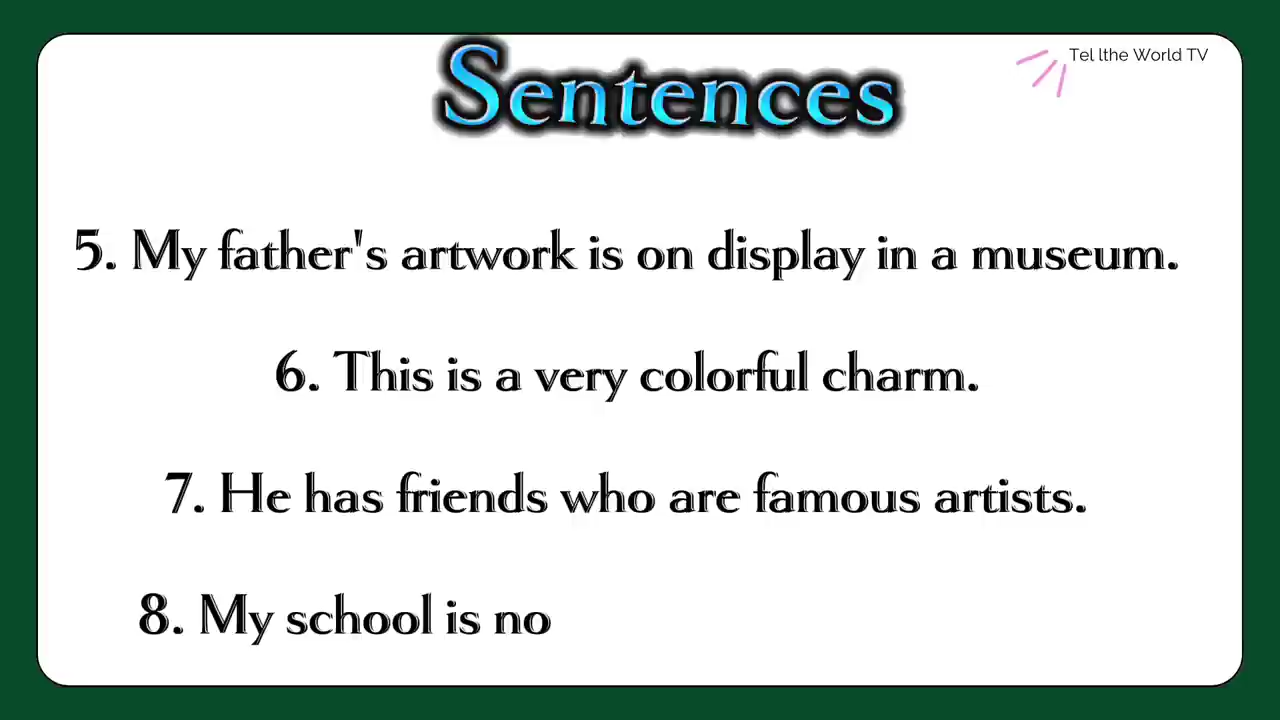 Sentences
Tel lthe World TV
5. My father's artwork is on display in a museum.
6. This is a very colorful charm.
7. He has friends who are famous artists.
8. My school is no